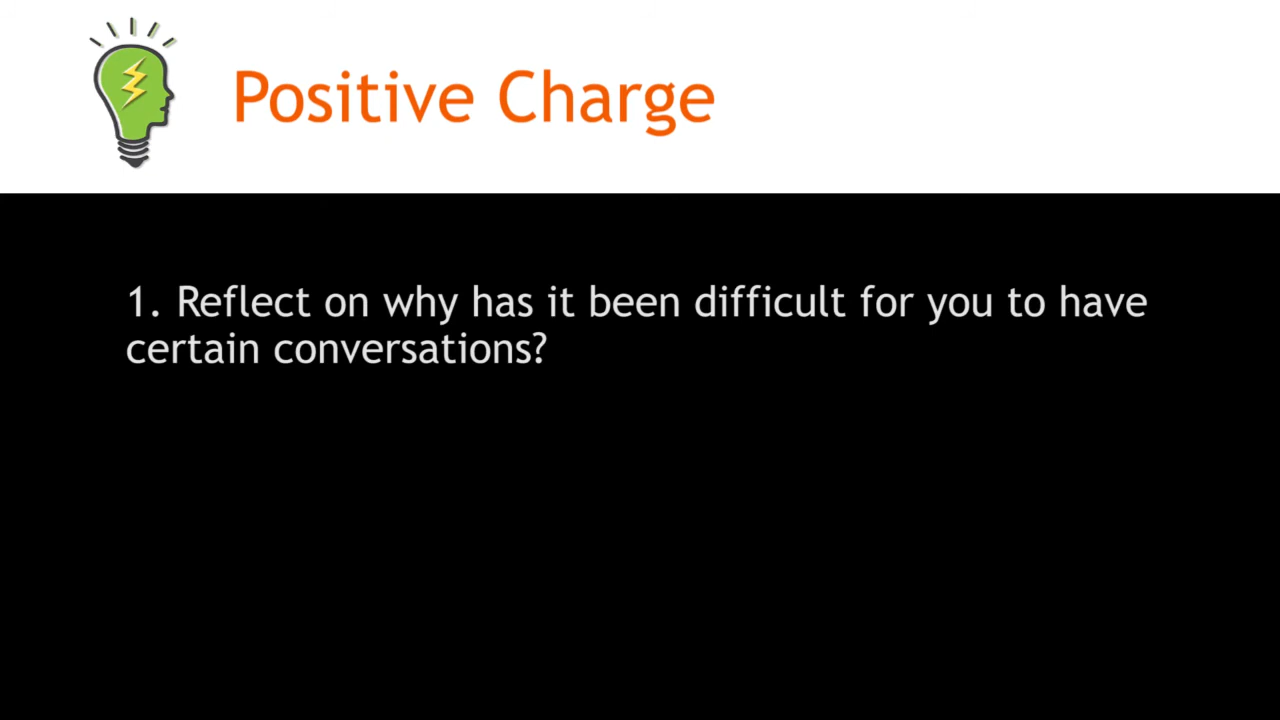 Positive Charge
1. Reflect on why has it been difficult for you to have
certain conversations?